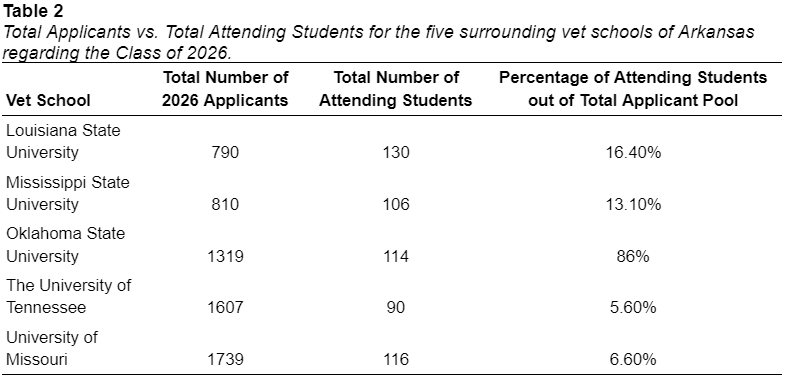 Table 2
Total Applicants vs. Total Attending Students for the five surrounding vet schools of Arkansas
regarding the Class of 2026.
Vet School Total Number of 2026 Applicants Total Number of Attending Students Percentage of Attending Students out of Total Applicant Pool
Louisiana State University 790 130 16.40%
Mississippi State University 810 106 13.10%
Oklahoma State University 1319 114 86%
The University of Tennessee 1607 90 5.60%
University of Missouri 1739 116 6.60%